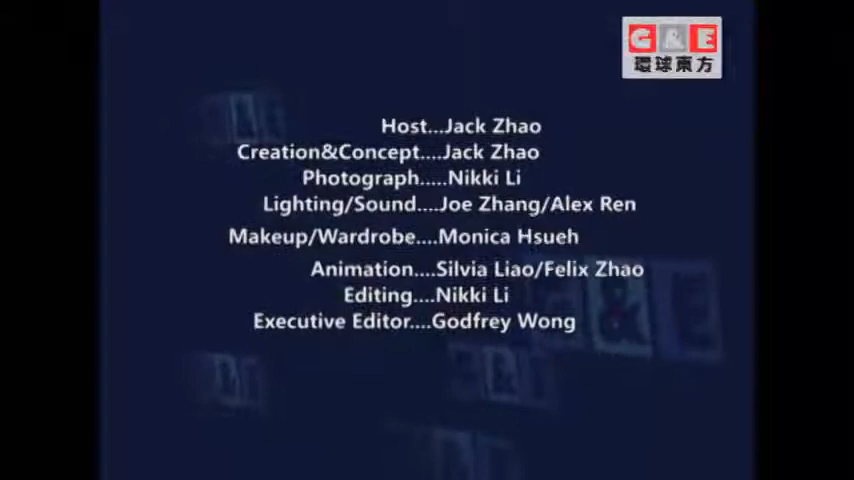 G&E
環球東方
Host...Jack Zhao
Creation&Concept....Jack Zhao
Photograph.....Nikki Li
Lighting/Sound....Joe Zhang/Alex Ren
Makeup/Wardrobe....Monica Hsueh
Animation....Silvia Liao/Felix Zhao
Editing....Nikki Li
Executive Editor....Godfrey Wong
& E